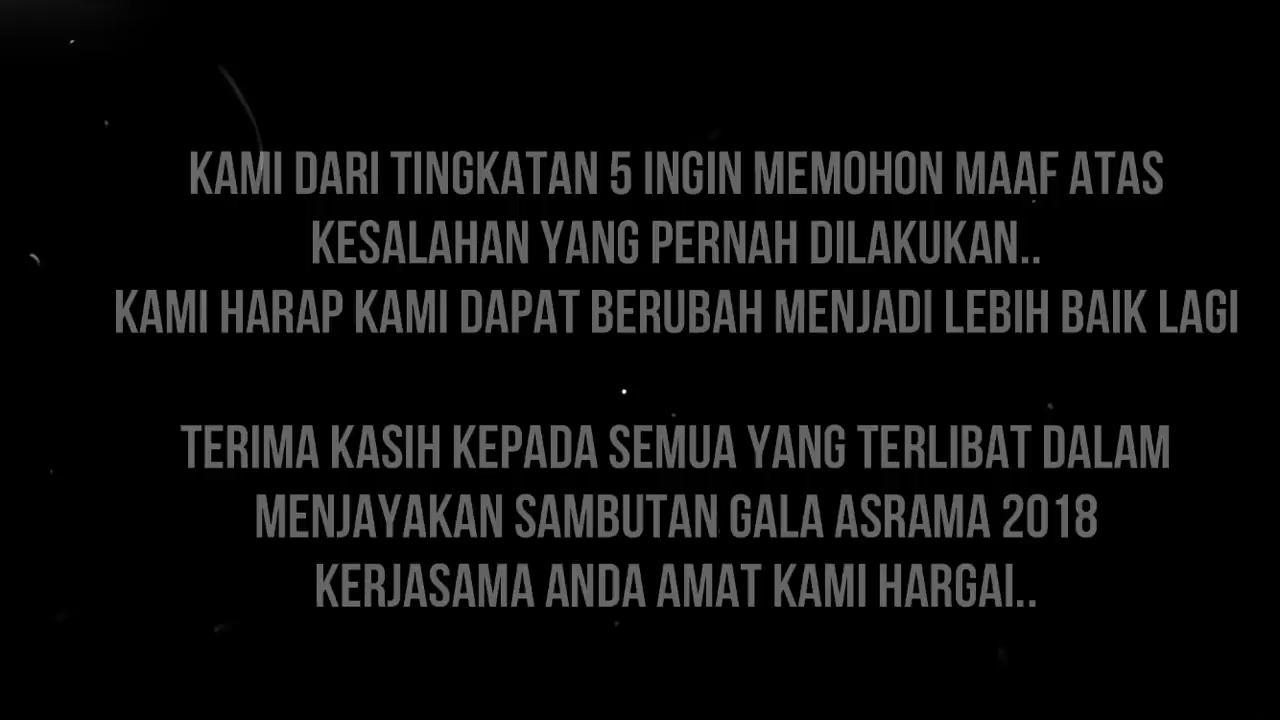 KAMI DARI TINGKATAN 5 INGIN MEMOHON MAAF ATAS
KESALAHAN YANG PERNAH DILAKUKAN..
KAMI HARAP KAMI DAPAT BERUBAH MENJADI LEBIH BAIK LAGI
TERIMA KASIH KEPADA SEMUA YANG TERLIBAT DALAM
MENJAYAKAN SAMBUTAN GALA ASRAMA 2018
KERJASAMA ANDA AMAT KAMI HARGAI..